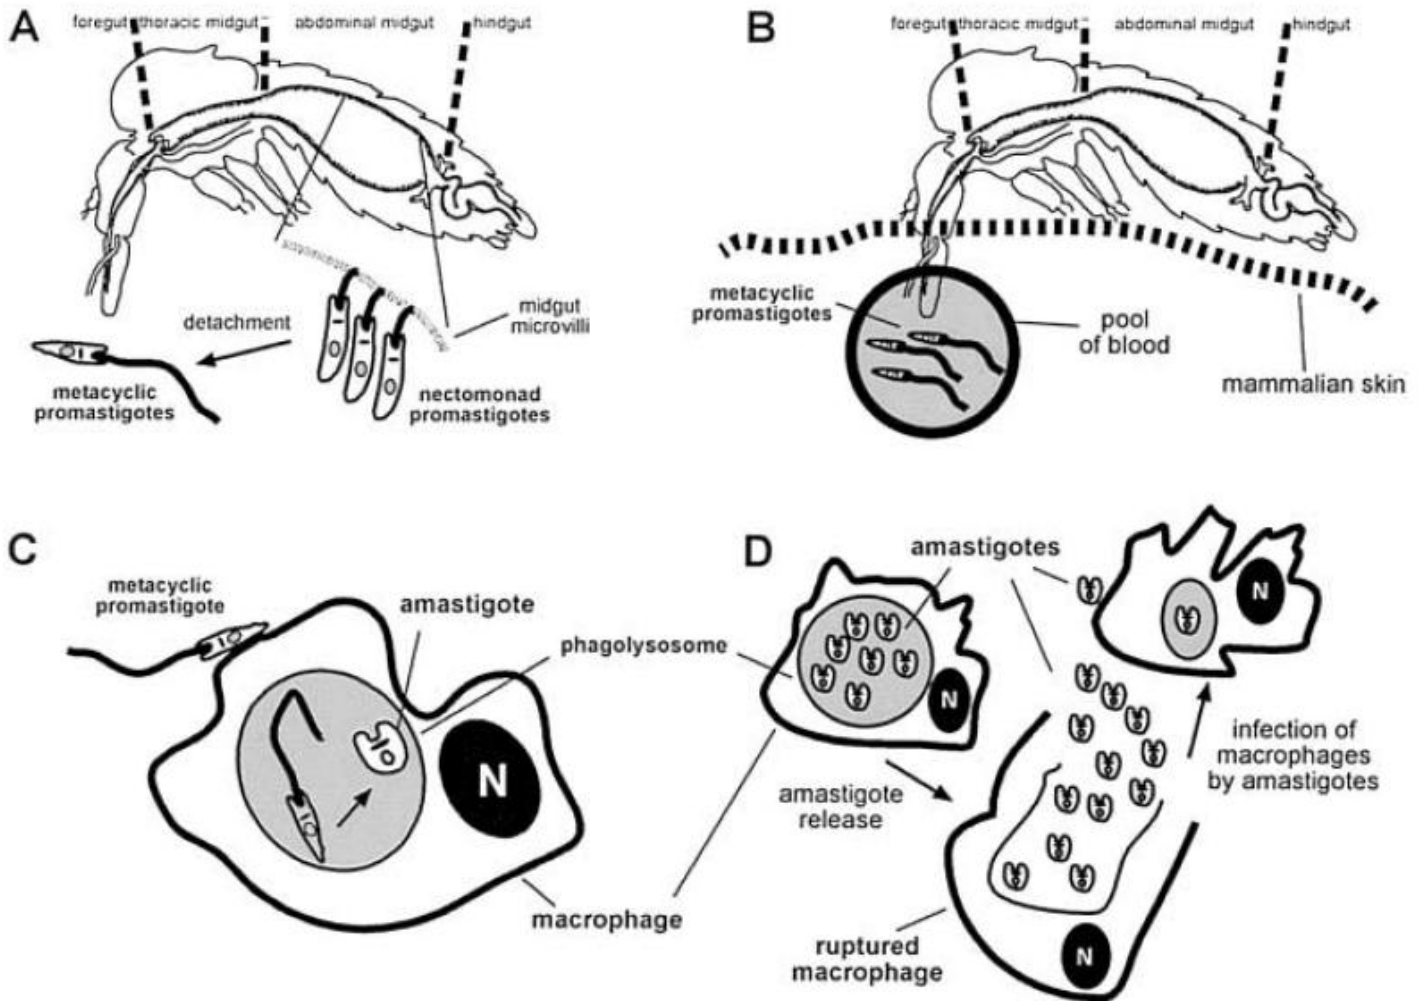 A
foregut thoracic midgut abdominal midgut hindgut
midgut
microvilli
detachment
metacyclic
promastigotes
nectomonad
promastigotes
B
foregut thoracic midgut abdominal midgut hindgut
metacyclic
promastigotes
pool
of blood
mammalian skin
C
metacyclic
promastigote
amastigote
phagolysosome
N
macrophage
D
amastigotes
N
N
amastigote
release
infection of
macrophages
by amastigotes
ruptured
macrophage
N